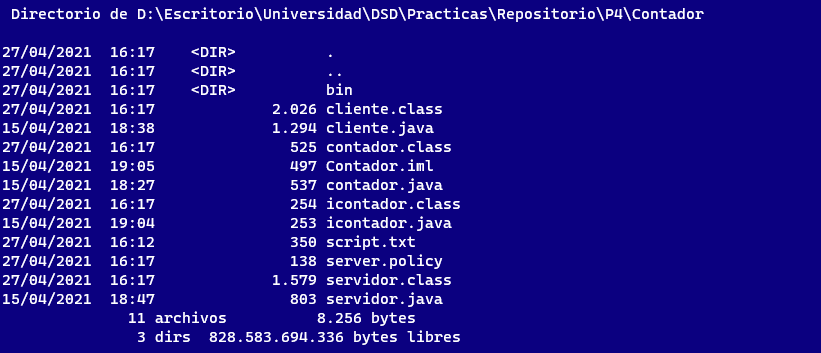 Directorio de D:\Escritorio\Universidad\DSD\Practicas\Repositorio\P4\Contador
27/04/2021  16:17    <DIR>          .
27/04/2021  16:17    <DIR>          ..
27/04/2021  16:17    <DIR>          bin
27/04/2021  16:17             2.026 cliente.class
15/04/2021  18:38             1.294 cliente.java
27/04/2021  16:17               525 contador.class
15/04/2021  19:05               497 Contador.iml
15/04/2021  18:27               537 contador.java
27/04/2021  16:17               254 icontador.class
15/04/2021  19:04               253 icontador.java
27/04/2021  16:12               350 script.txt
27/04/2021  16:17               138 server.policy
27/04/2021  16:17             1.579 servidor.class
15/04/2021  18:47               803 servidor.java
              11 archivos          8.256 bytes
               3 dirs  828.583.694.336 bytes libres